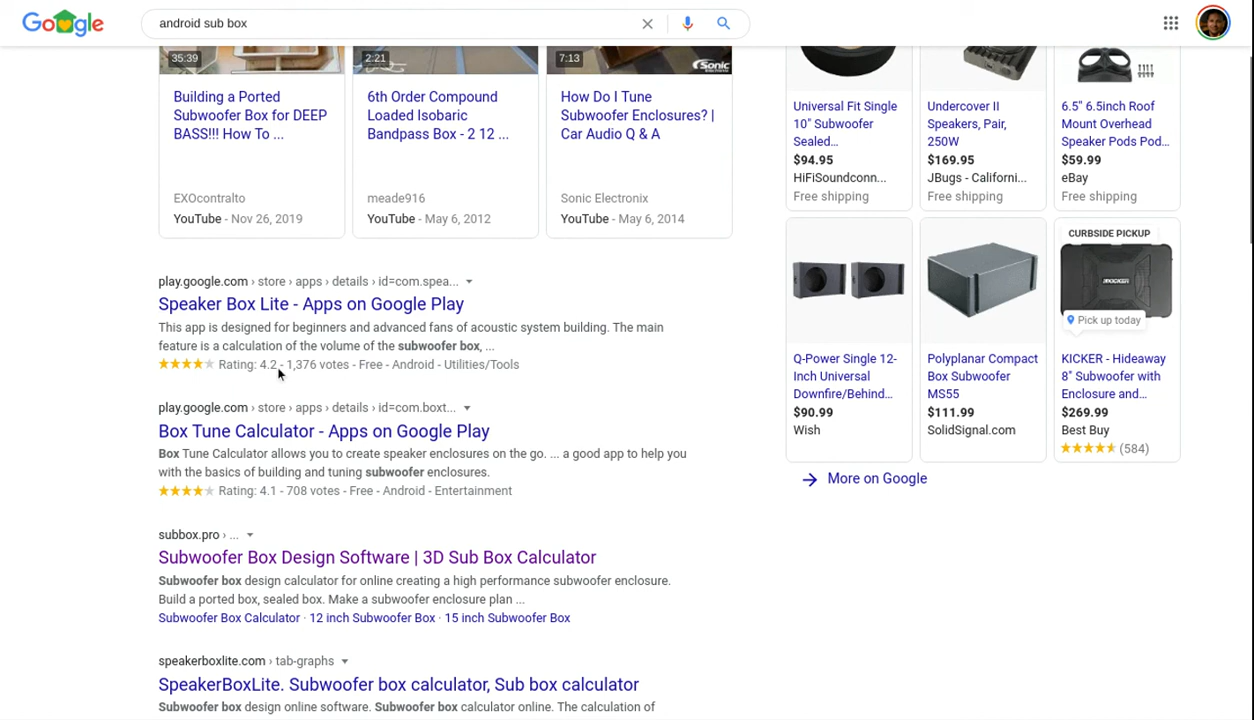 Google
android sub box
35:39
2:21
7:13
Sonic
Building a Ported
Subwoofer Box for DEEP
BASS!!! How To ...
EXOcontralto
YouTube - Nov 26, 2019
6th Order Compound
Loaded Isobaric
Bandpass Box - 2 12 ...
meade916
YouTube - May 6, 2012
How Do I Tune
Subwoofer Enclosures? |
Car Audio Q & A
Sonic Electronix
YouTube - May 6, 2014
play.google.com › store › apps › details › id=com.spea...
Speaker Box Lite - Apps on Google Play
This app is designed for beginners and advanced fans of acoustic system building. The main
feature is a calculation of the volume of the subwoofer box, ...
Rating: 4.2 - 1,376 votes - Free - Android - Utilities/Tools
play.google.com › store › apps › details › id=com.boxt...
Box Tune Calculator - Apps on Google Play
Box Tune Calculator allows you to create speaker enclosures on the go. ... a good app to help you
with the basics of building and tuning subwoofer enclosures.
Rating: 4.1 - 708 votes - Free - Android - Entertainment
subbox.pro › ...
Subwoofer Box Design Software | 3D Sub Box Calculator
Subwoofer box design calculator for online creating a high performance subwoofer enclosure.
Build a ported box, sealed box. Make a subwoofer enclosure plan ...
Subwoofer Box Calculator · 12 inch Subwoofer Box · 15 inch Subwoofer Box
speakerboxlite.com › tab-graphs
SpeakerBoxLite. Subwoofer box calculator, Sub box calculator
Subwoofer box design online software. Subwoofer box calculator online. The calculation of
Universal Fit Single
10" Subwoofer
Sealed...
$94.95
HiFiSoundconn...
Free shipping
Undercover II
Speakers, Pair,
250W
$169.95
JBugs - Californi...
Free shipping
6.5" 6.5inch Roof
Mount Overhead
Speaker Pods Pod...
$59.99
eBay
Free shipping
Q-Power Single 12-
Inch Universal
Downfire/Behind...
$90.99
Wish
Polyplanar Compact
Box Subwoofer
MS55
$111.99
SolidSignal.com
CURBSIDE PICKUP
KICKER
Pick up today
KICKER - Hideaway
8" Subwoofer with
Enclosure and...
$269.99
Best Buy
(584)
More on Google